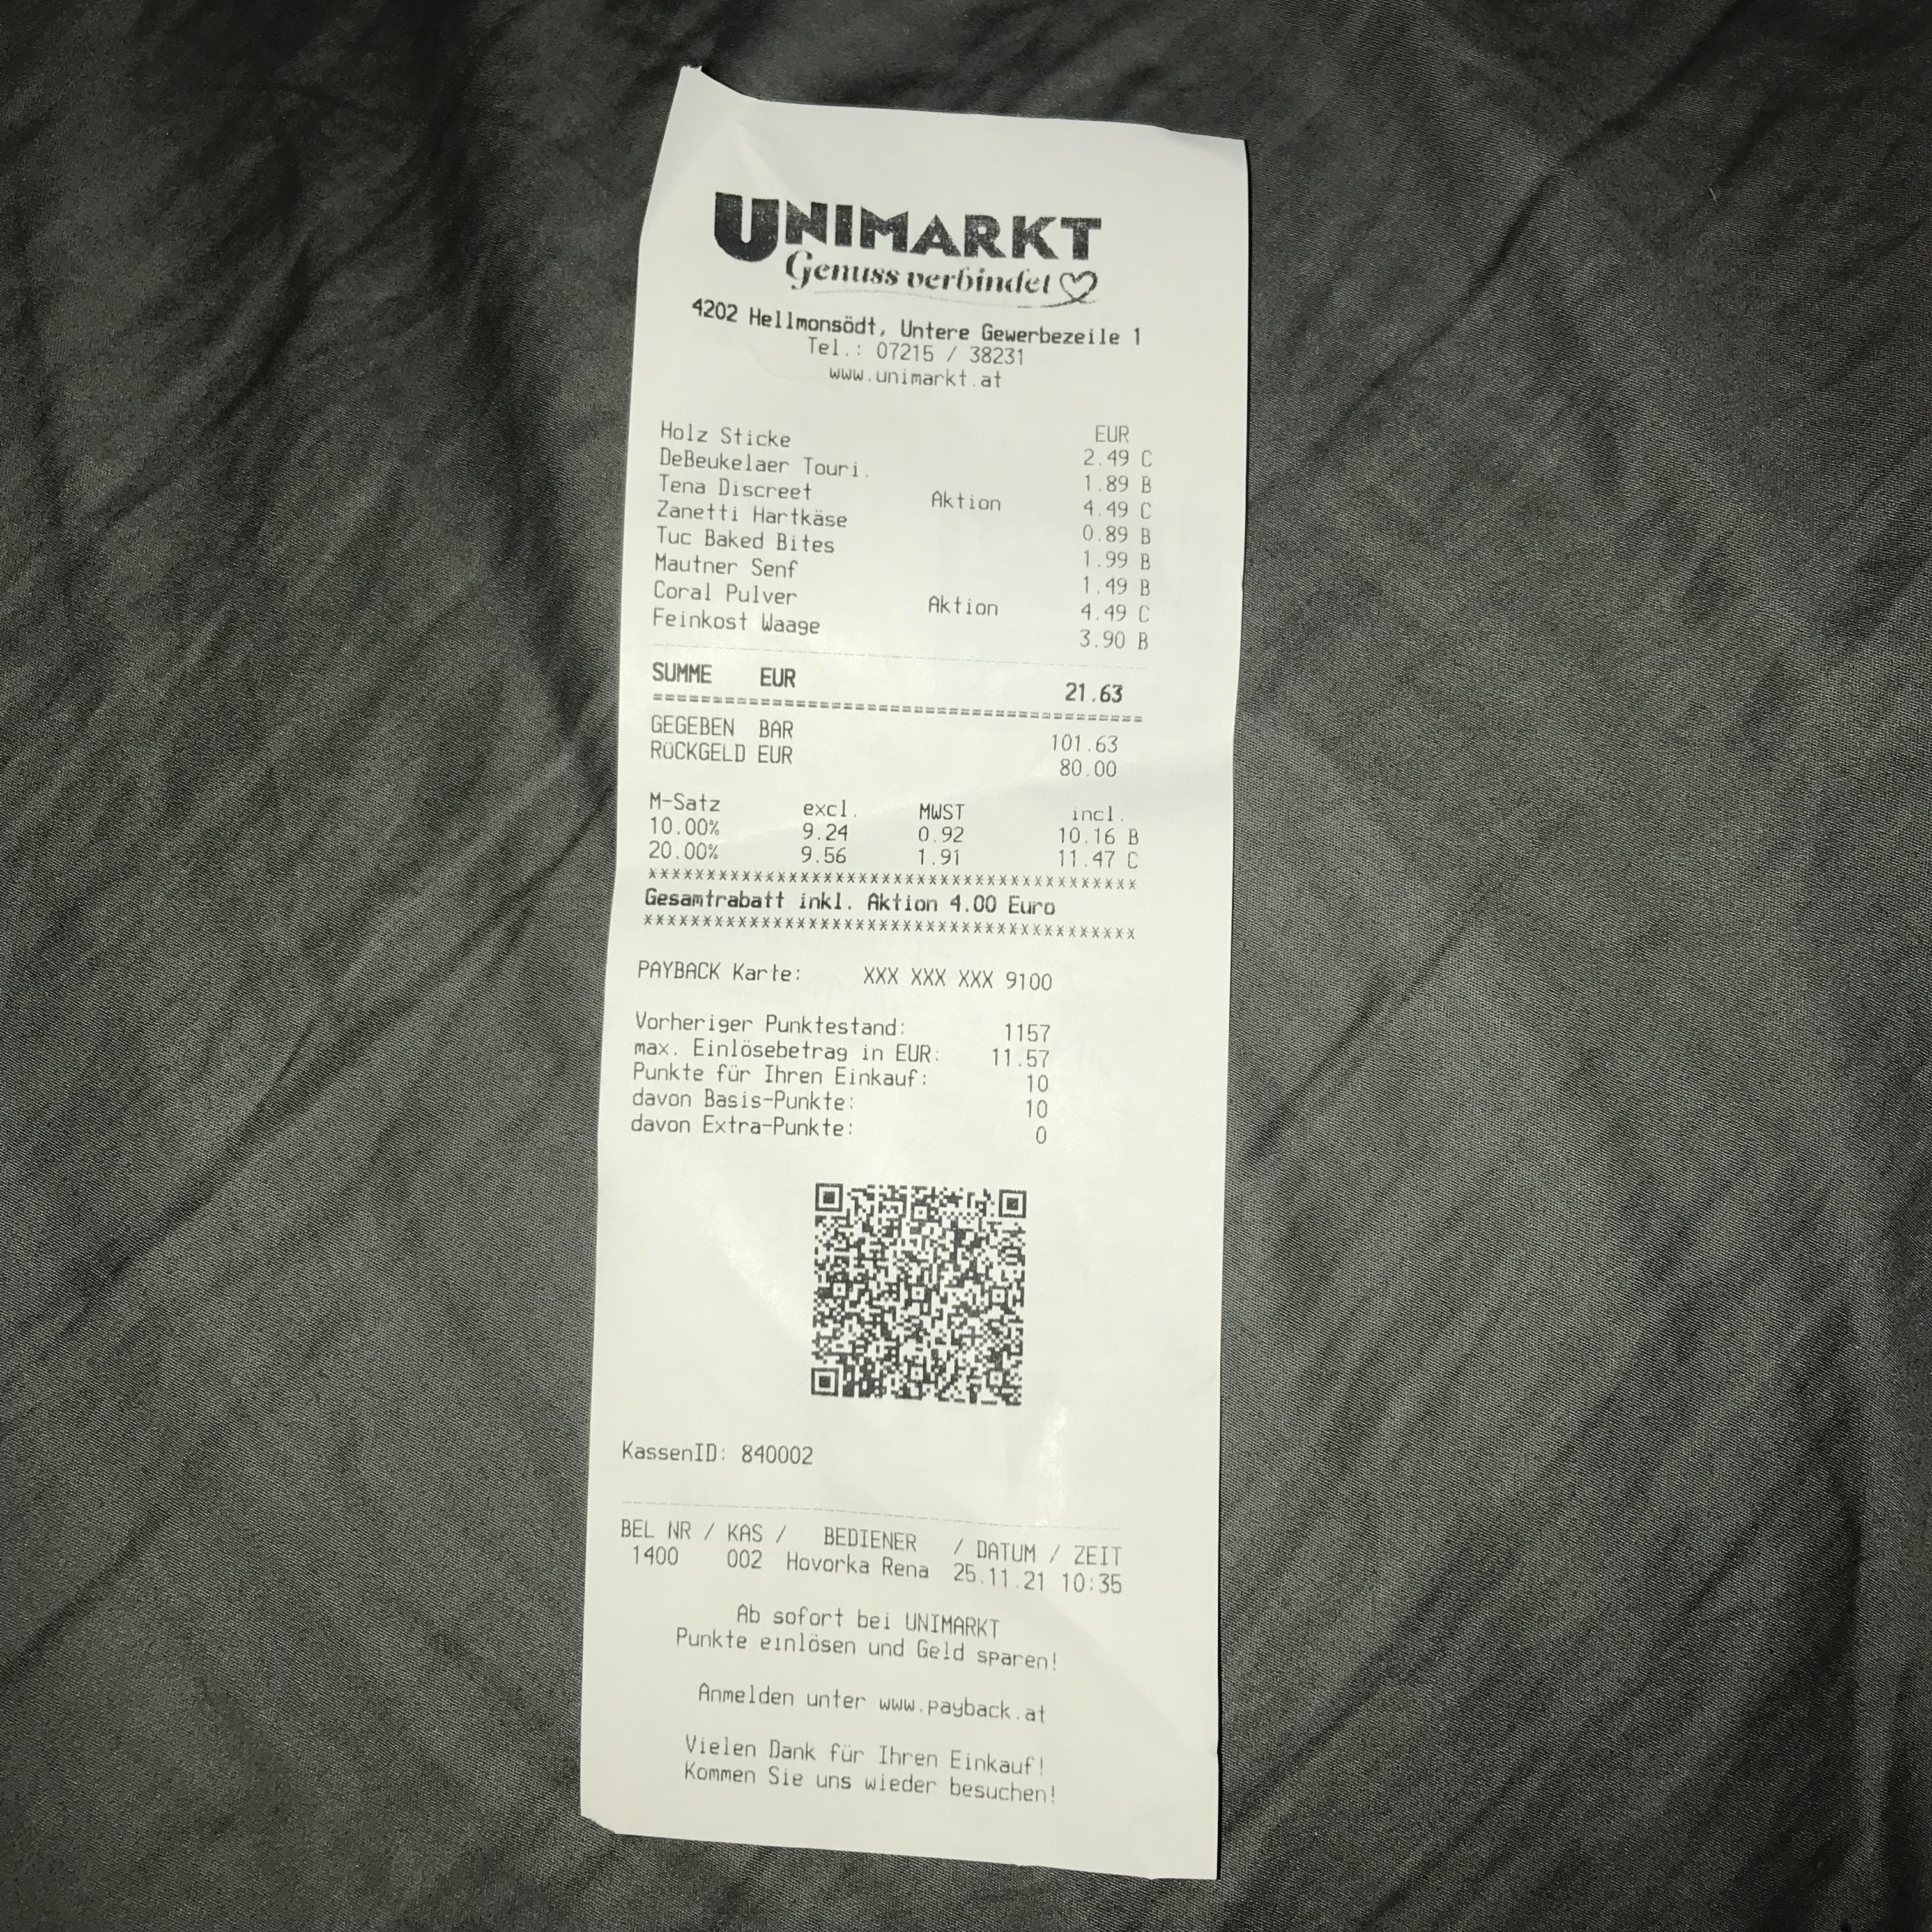 UNIMARKT
Genuss verbindet
4202 Hellmonsödt, Untere Gewerbezeile 1
Tel.: 07215 / 38231
www.unimarkt.at
EUR
Holz Sticke 2.49 C
DeBeukelaer Touri. 1.89 B
Tena Discreet Aktion 4.49 C
Zanetti Hartkäse 0.89 B
Tuc Baked Bites 1.99 B
Mautner Senf 1.49 B
Coral Pulver Aktion 4.49 C
Feinkost Waage 3.90 B
SUMME EUR 21.63
=========================================
GEGEBEN BAR 101.63
RÜCKGELD EUR 80.00
M-Satz excl. MWST incl.
10.00% 9.24 0.92 10.16 B
20.00% 9.56 1.91 11.47 C
******************************************
Gesamtrabatt inkl. Aktion 4.00 Euro
******************************************
PAYBACK Karte: XXX XXX XXX 9100
Vorheriger Punktestand: 1157
max. Einlösebetrag in EUR: 11.57
Punkte für Ihren Einkauf: 10
davon Basis-Punkte: 10
davon Extra-Punkte: 0
KassenID: 840002
BEL NR / KAS / BEDIENER / DATUM / ZEIT
1400 002 Hovorka Rena 25.11.21 10:35
Ab sofort bei UNIMARKT
Punkte einlösen und Geld sparen!
Anmelden unter www.payback.at
Vielen Dank für Ihren Einkauf!
Kommen Sie uns wieder besuchen!